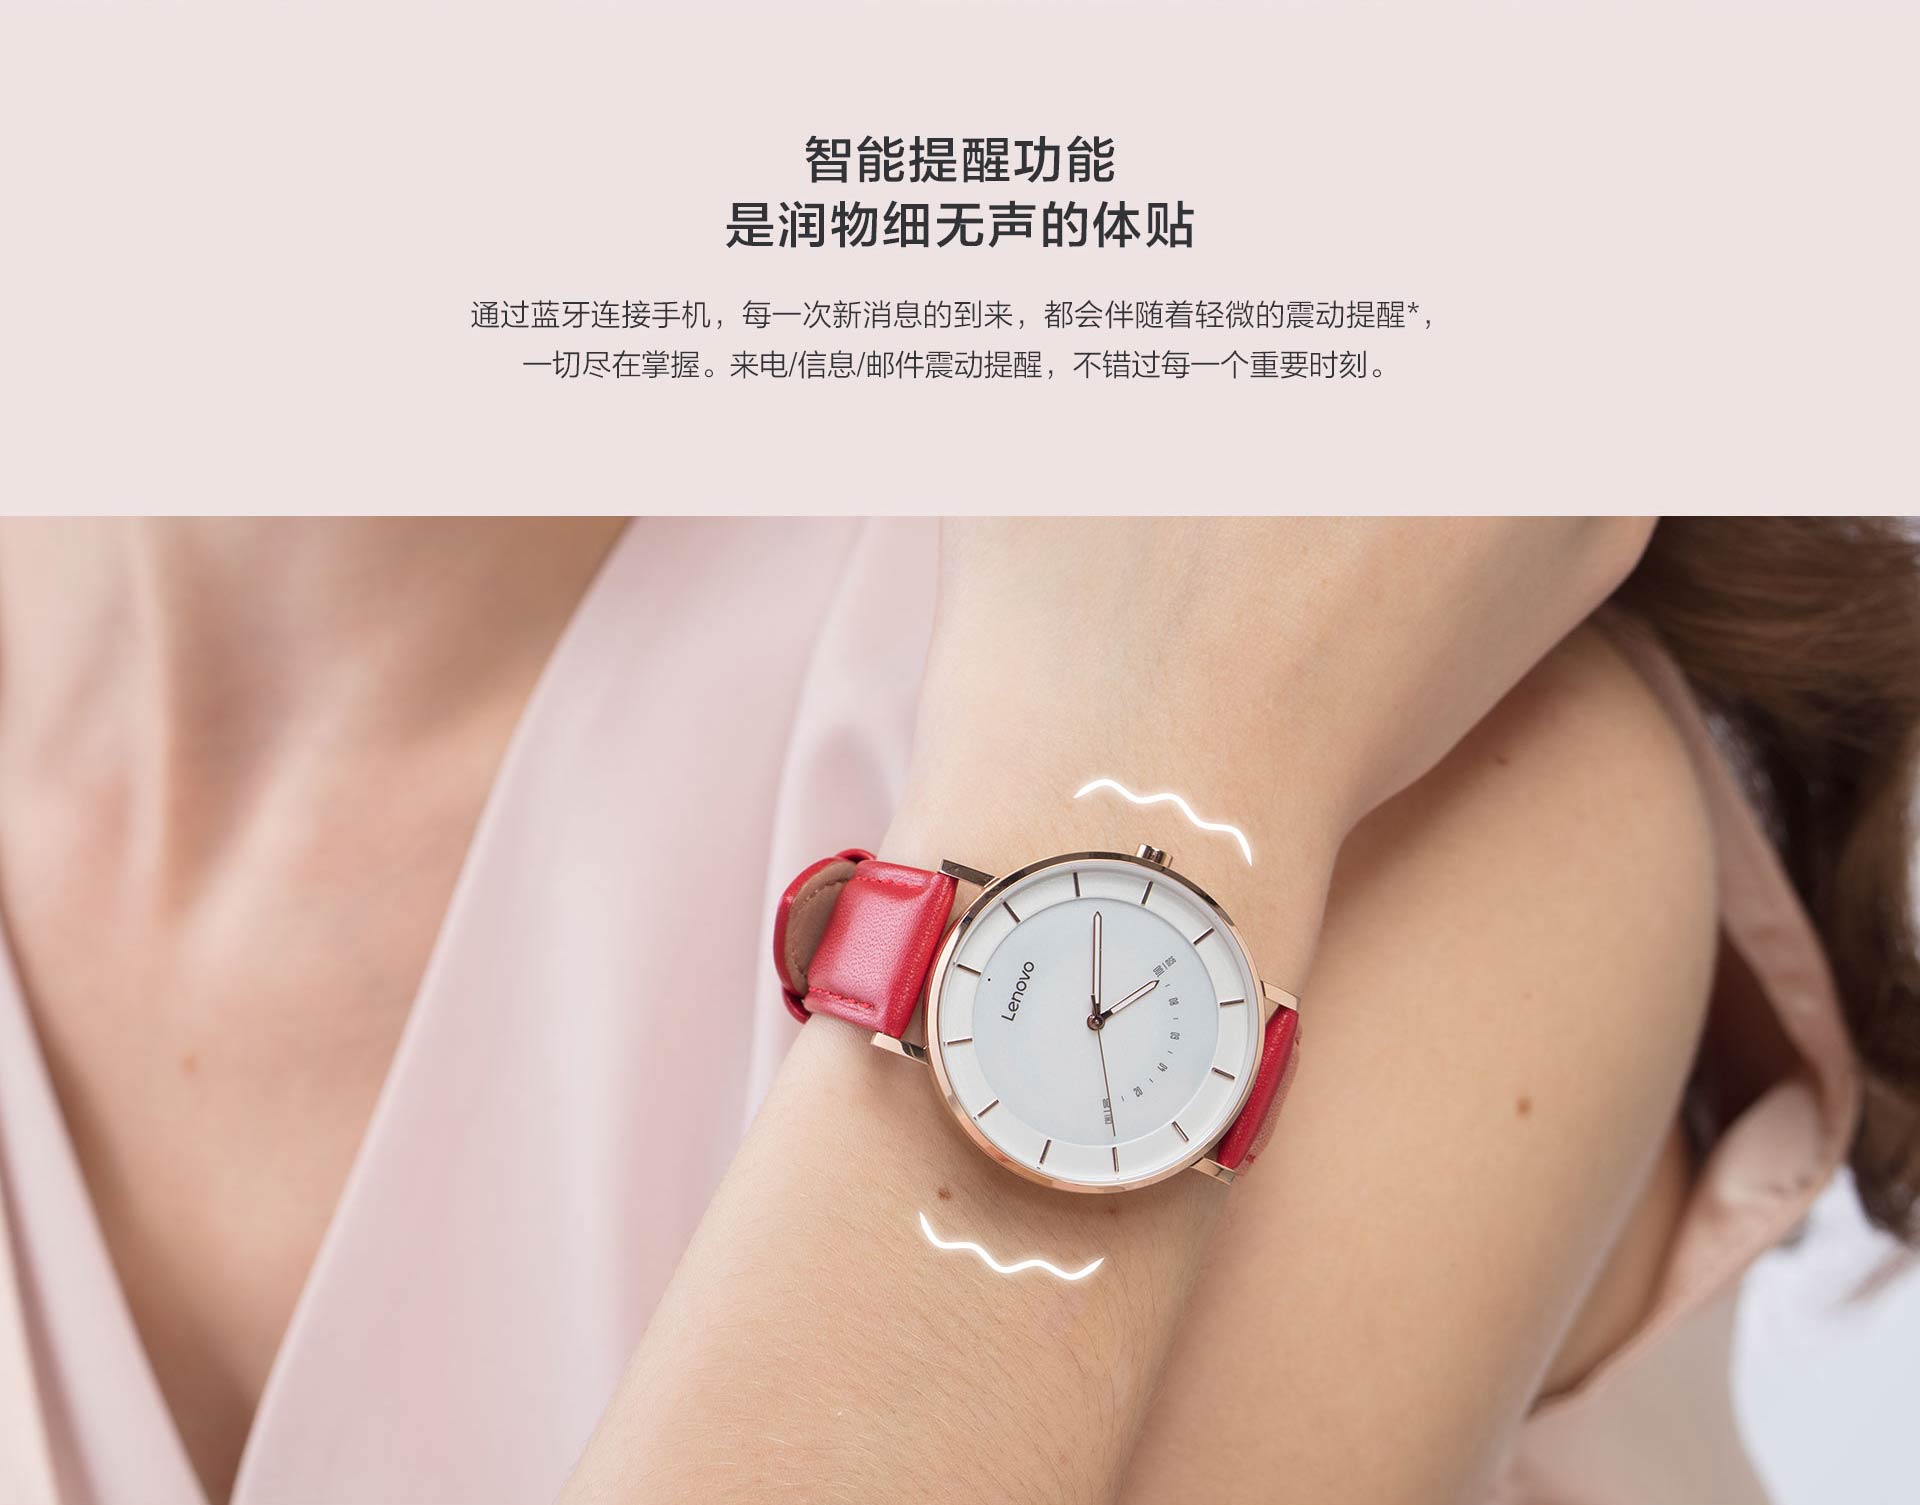 智能提醒功能
是润物细无声的体贴
通过蓝牙连接手机，每一次新消息的到来，都会伴随着轻微的震动提醒*，
一切尽在掌握。来电/信息/邮件震动提醒，不错过每一个重要时刻。
Lenovo